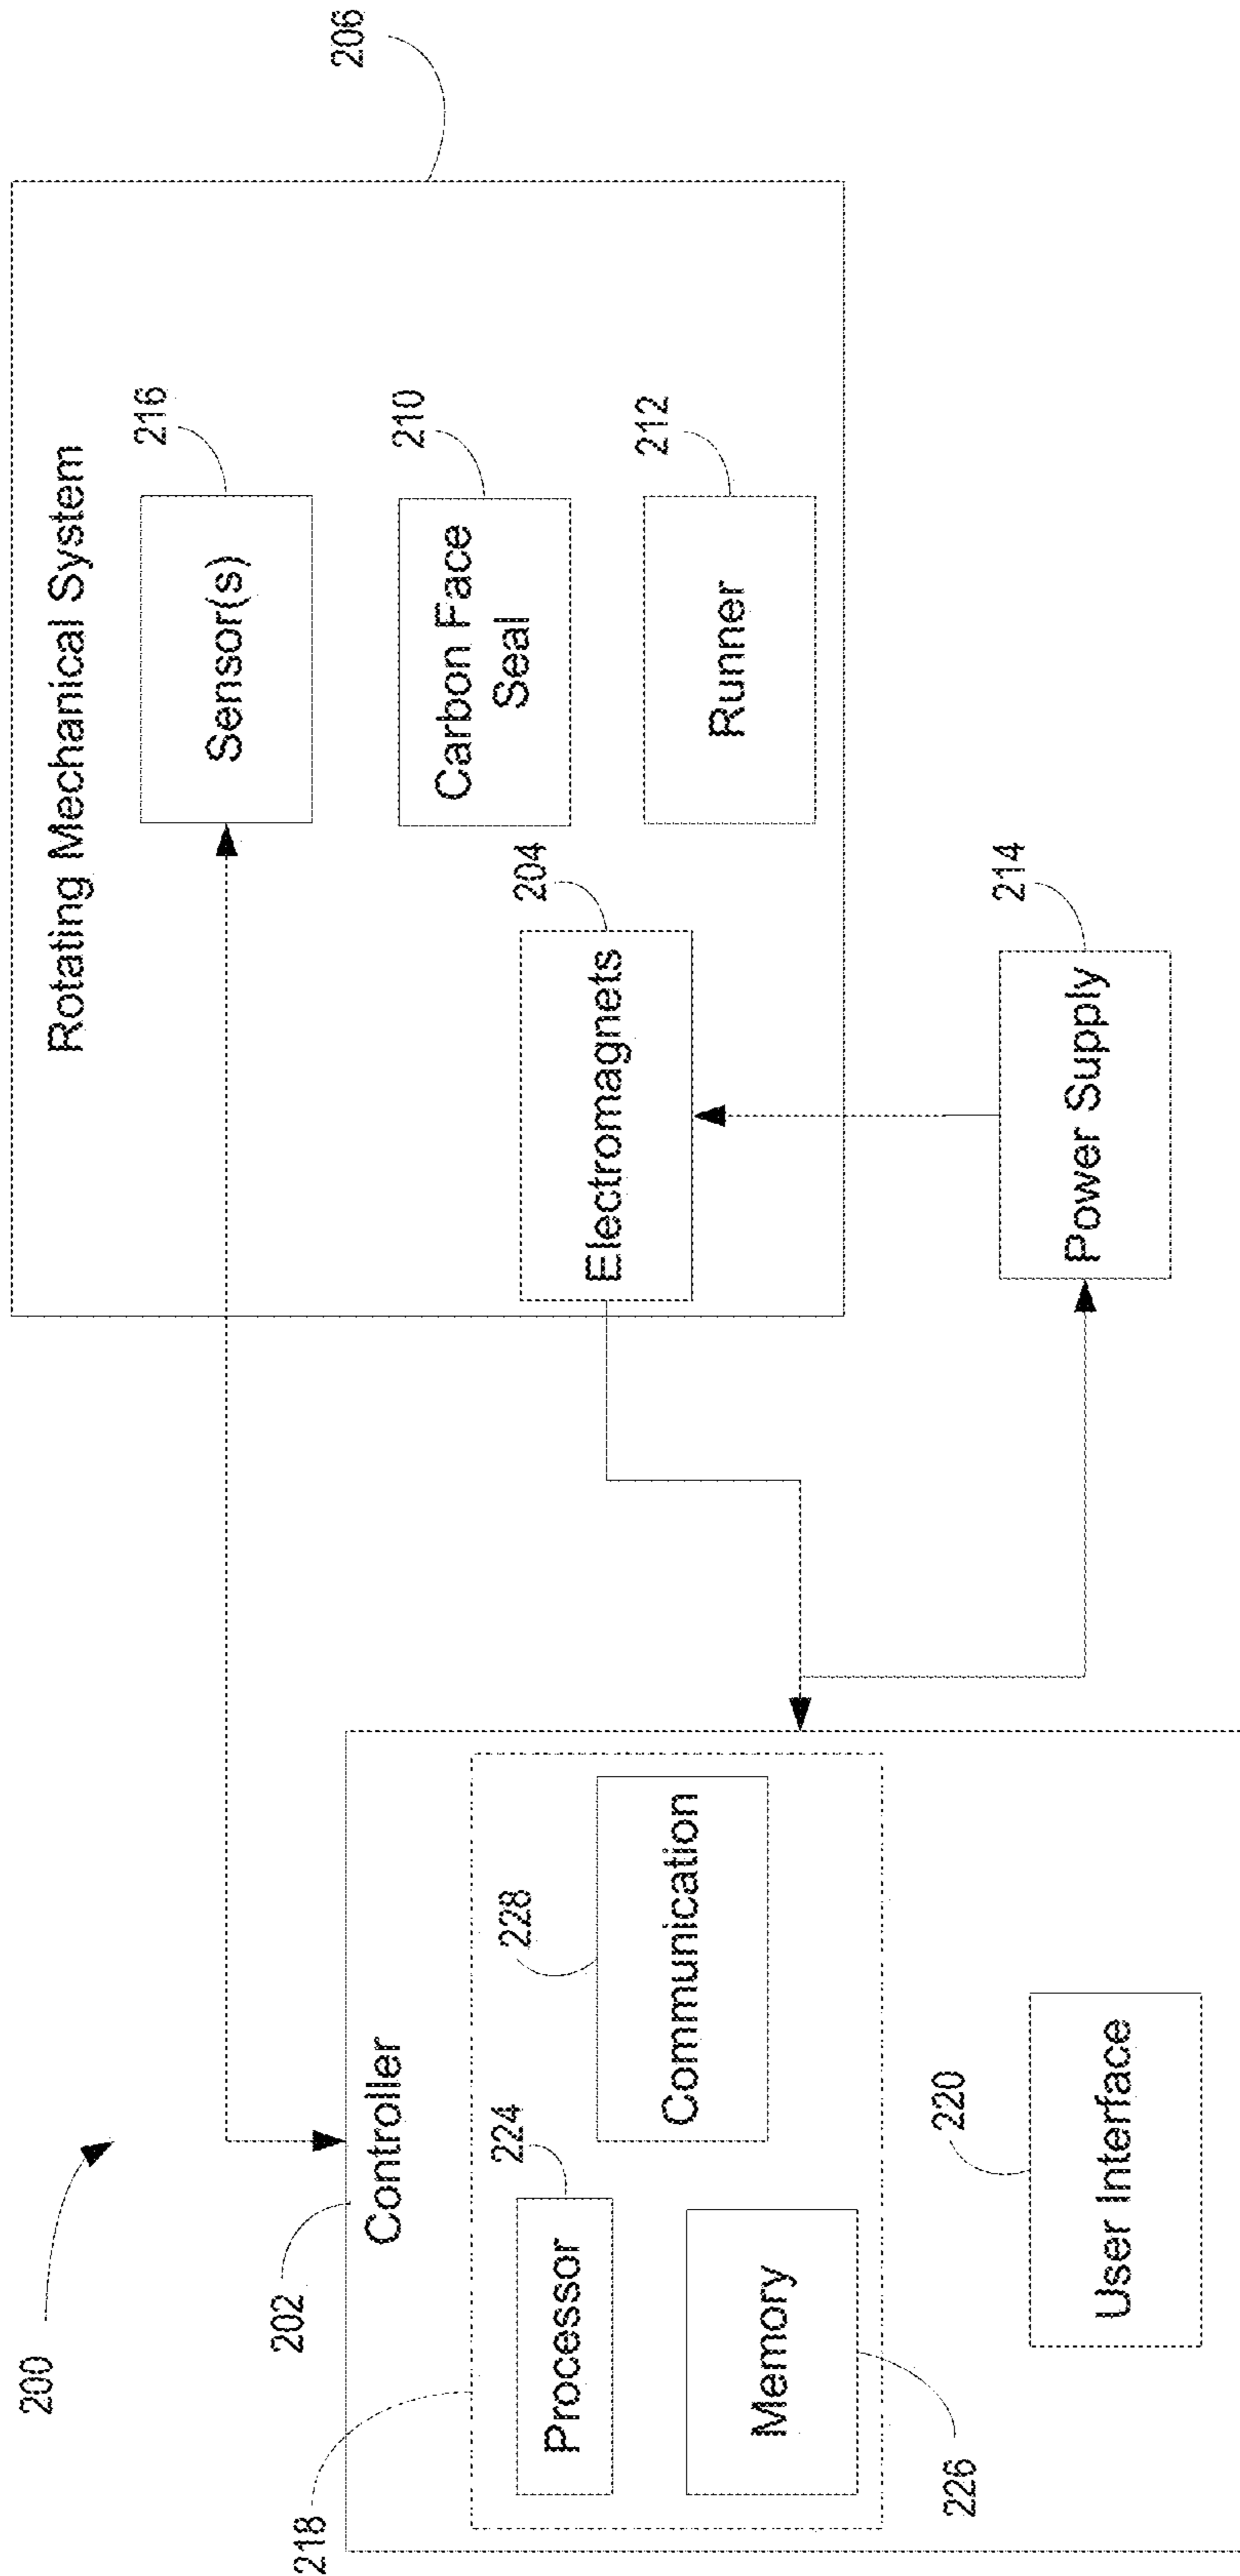 200
202
Controller
218
Processor
224
Communication
228
Memory
226
User Interface
220
Rotating Mechanical System
206
Sensor(s)
216
Carbon Face
Seal
210
Electromagnets
204
Runner
212
Power Supply
214